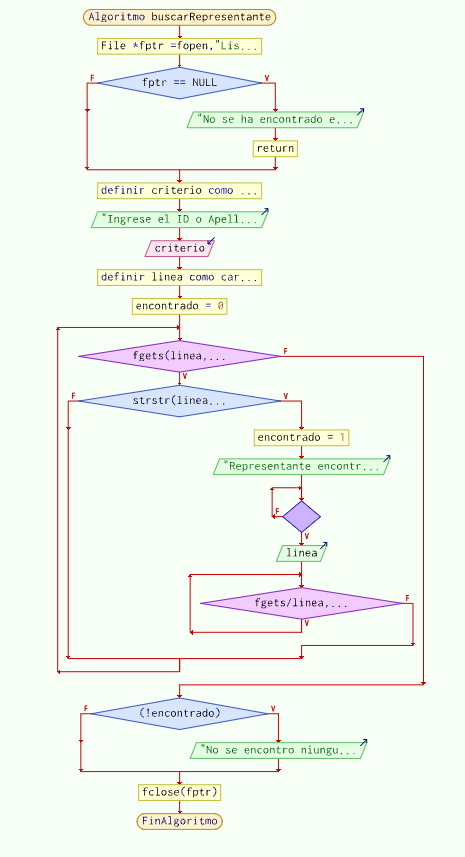 Algoritmo buscarRepresentante
File *fptr =fopen,"Lis...
fptr == NULL
F
V
"No se ha encontrado e...
return
definir criterio como ...
"Ingrese el ID o Apell...
criterio
definir linea como car...
encontrado = 0
fgets(linea,...
F
V
strstr(linea...
F
V
encontrado = 1
"Representante encontr...
F
V
linea
fgets/linea,...
F
V
(!encontrado)
F
V
"No se encontro niungu...
fclose(fptr)
FinAlgoritmo